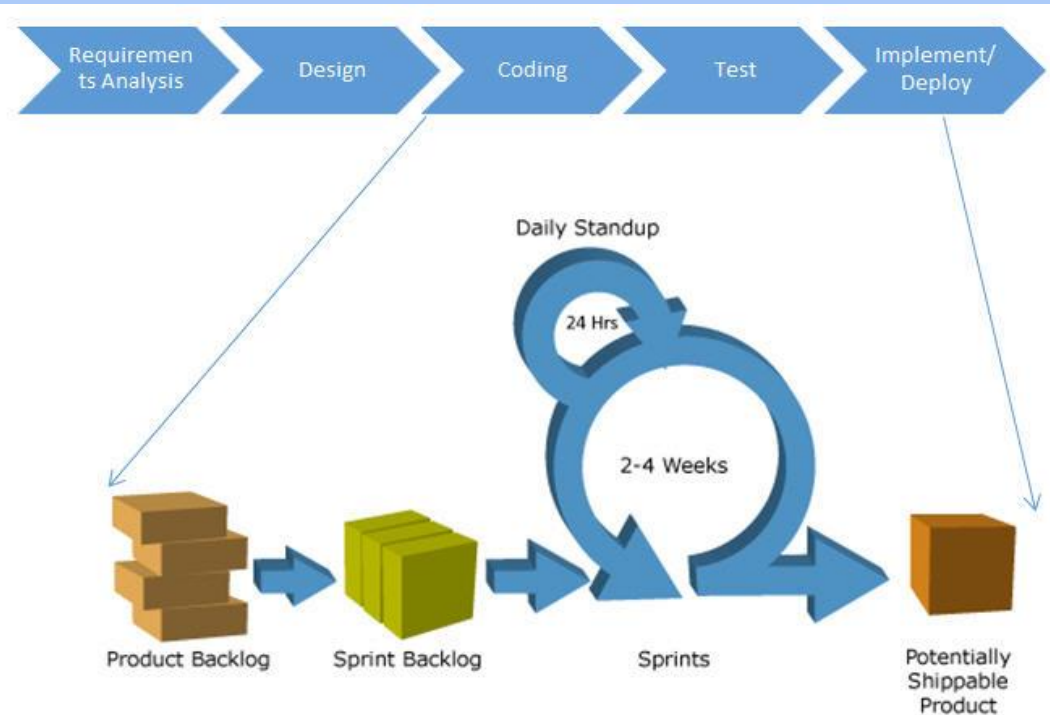 Requiremen
ts Analysis
Design
Coding
Test
Implement/
Deploy
Daily Standup
24 Hrs
2-4 Weeks
Product Backlog
Sprint Backlog
Sprints
Potentially
Shippable
Product